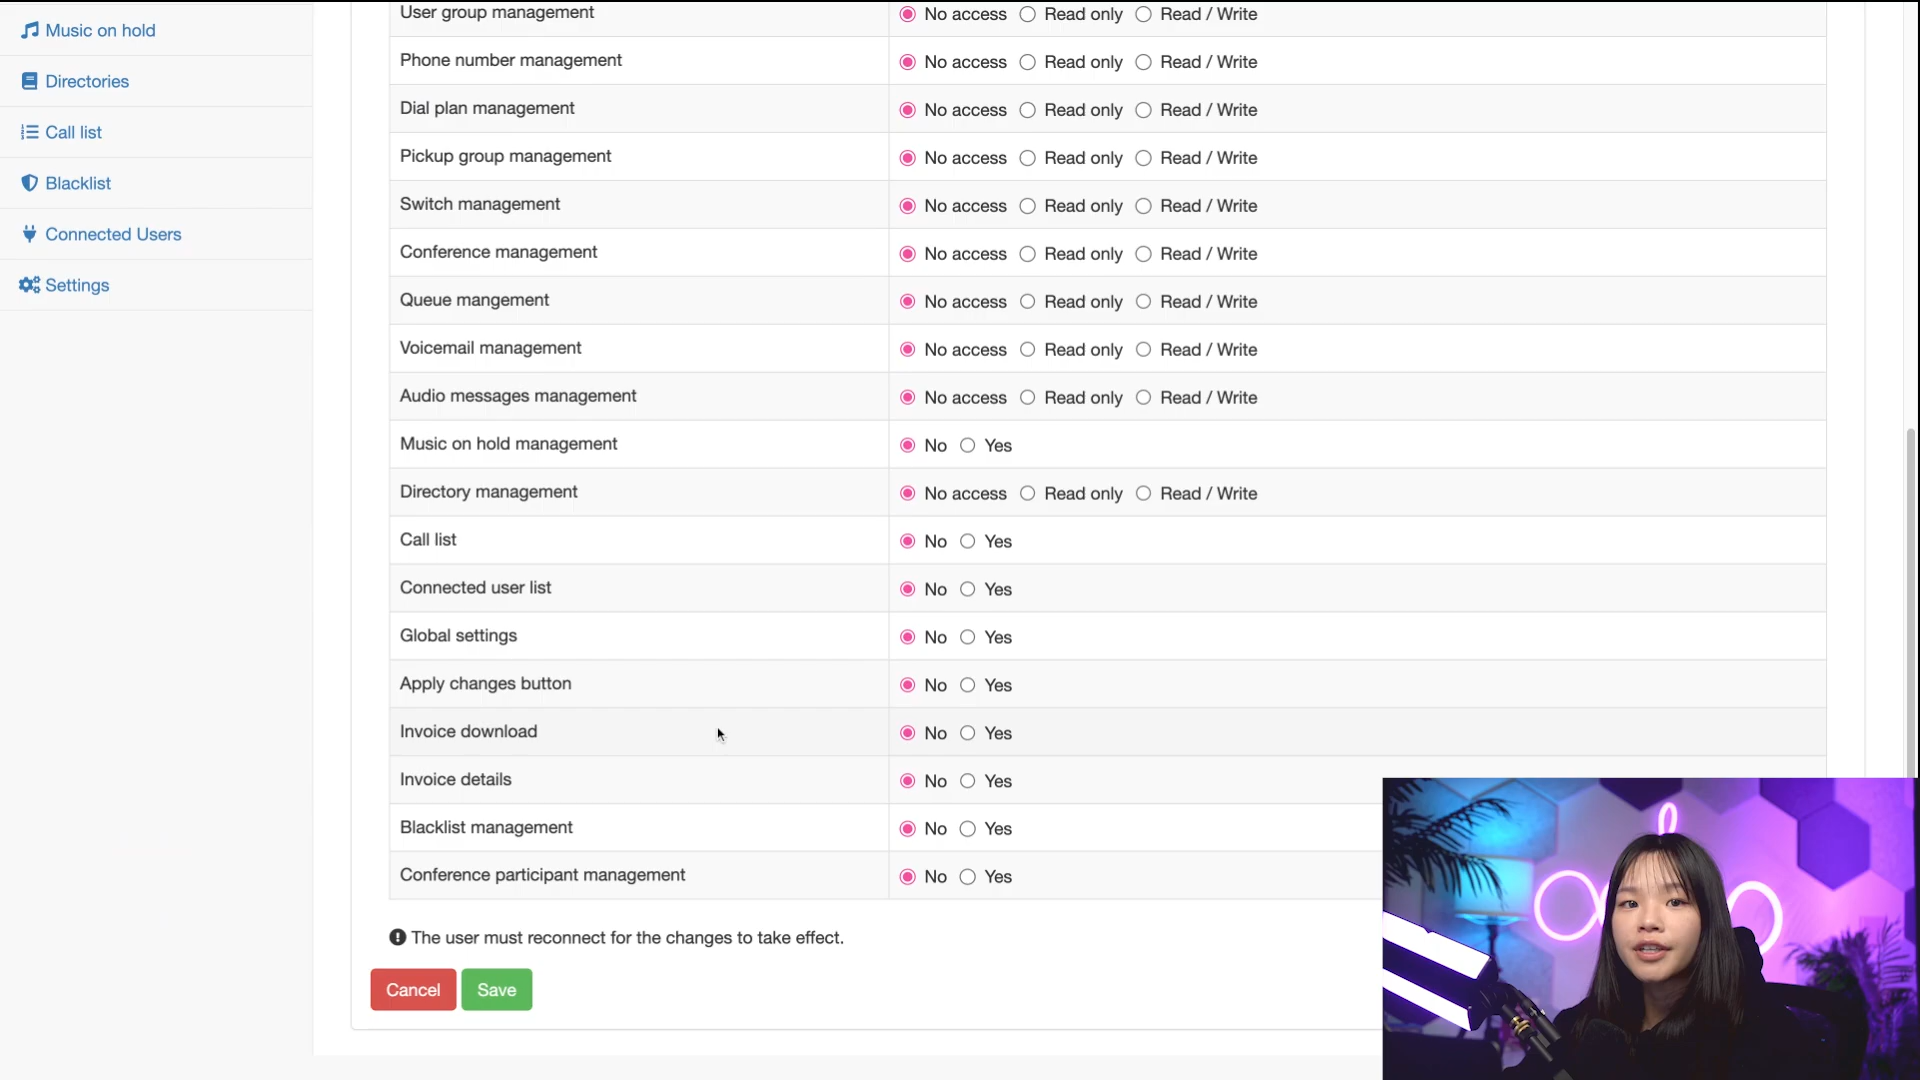 Music on hold
Directories
Call list
Blacklist
Connected Users
Settings
User group management No access Read only Read / Write
Phone number management No access Read only Read / Write
Dial plan management No access Read only Read / Write
Pickup group management No access Read only Read / Write
Switch management No access Read only Read / Write
Conference management No access Read only Read / Write
Queue mangement No access Read only Read / Write
Voicemail management No access Read only Read / Write
Audio messages management No access Read only Read / Write
Music on hold management No Yes
Directory management No access Read only Read / Write
Call list No Yes
Connected user list No Yes
Global settings No Yes
Apply changes button No Yes
Invoice download No Yes
Invoice details No Yes
Blacklist management No Yes
Conference participant management No Yes
The user must reconnect for the changes to take effect.
Cancel Save